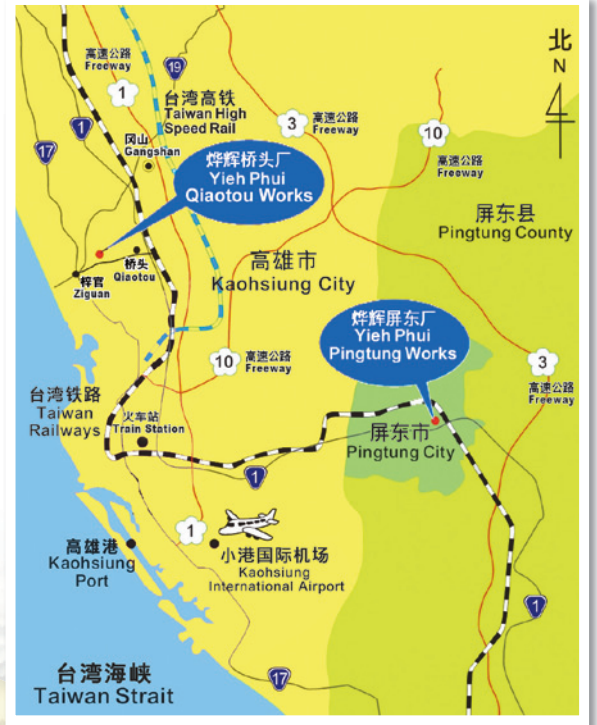 北
N
高速公路
Freeway
19
1
台湾高铁
Taiwan High
Speed Rail
3
高速公路
Freeway
10
高速公路
Freeway
1
17
冈山
Gangshan
烨辉桥头厂
Yieh Phui
Qiaotou Works
屏东县
Pingtung County
桥头
Qiaotou
梓官
Ziguan
高雄市
Kaohsiung City
烨辉屏东厂
Yieh Phui
Pingtung Works
10
高速公路
Freeway
3
高速公路
Freeway
台湾铁路
Taiwan
Railways
火车站
Train Station
屏东市
Pingtung City
1
1
高雄港
Kaohsiung
Port
小港国际机场
Kaohsiung
International Airport
1
17
台湾海峡
Taiwan Strait